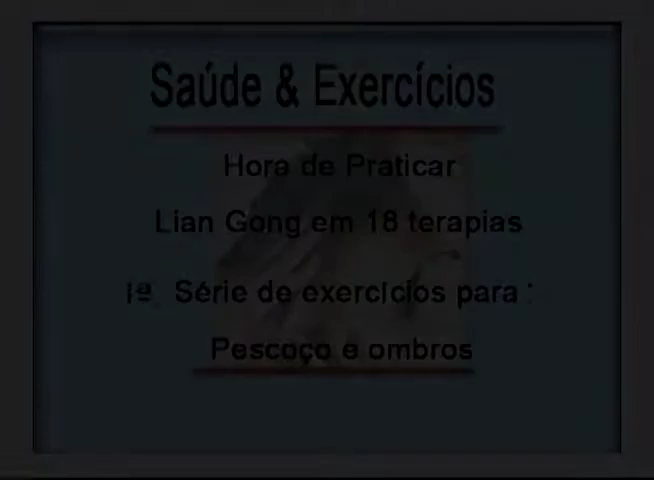 Saúde & Exercícios
Hora de Praticar
Lian Gong em 18 terapias
1ª Série de exercícios para :
Pescoço e ombros